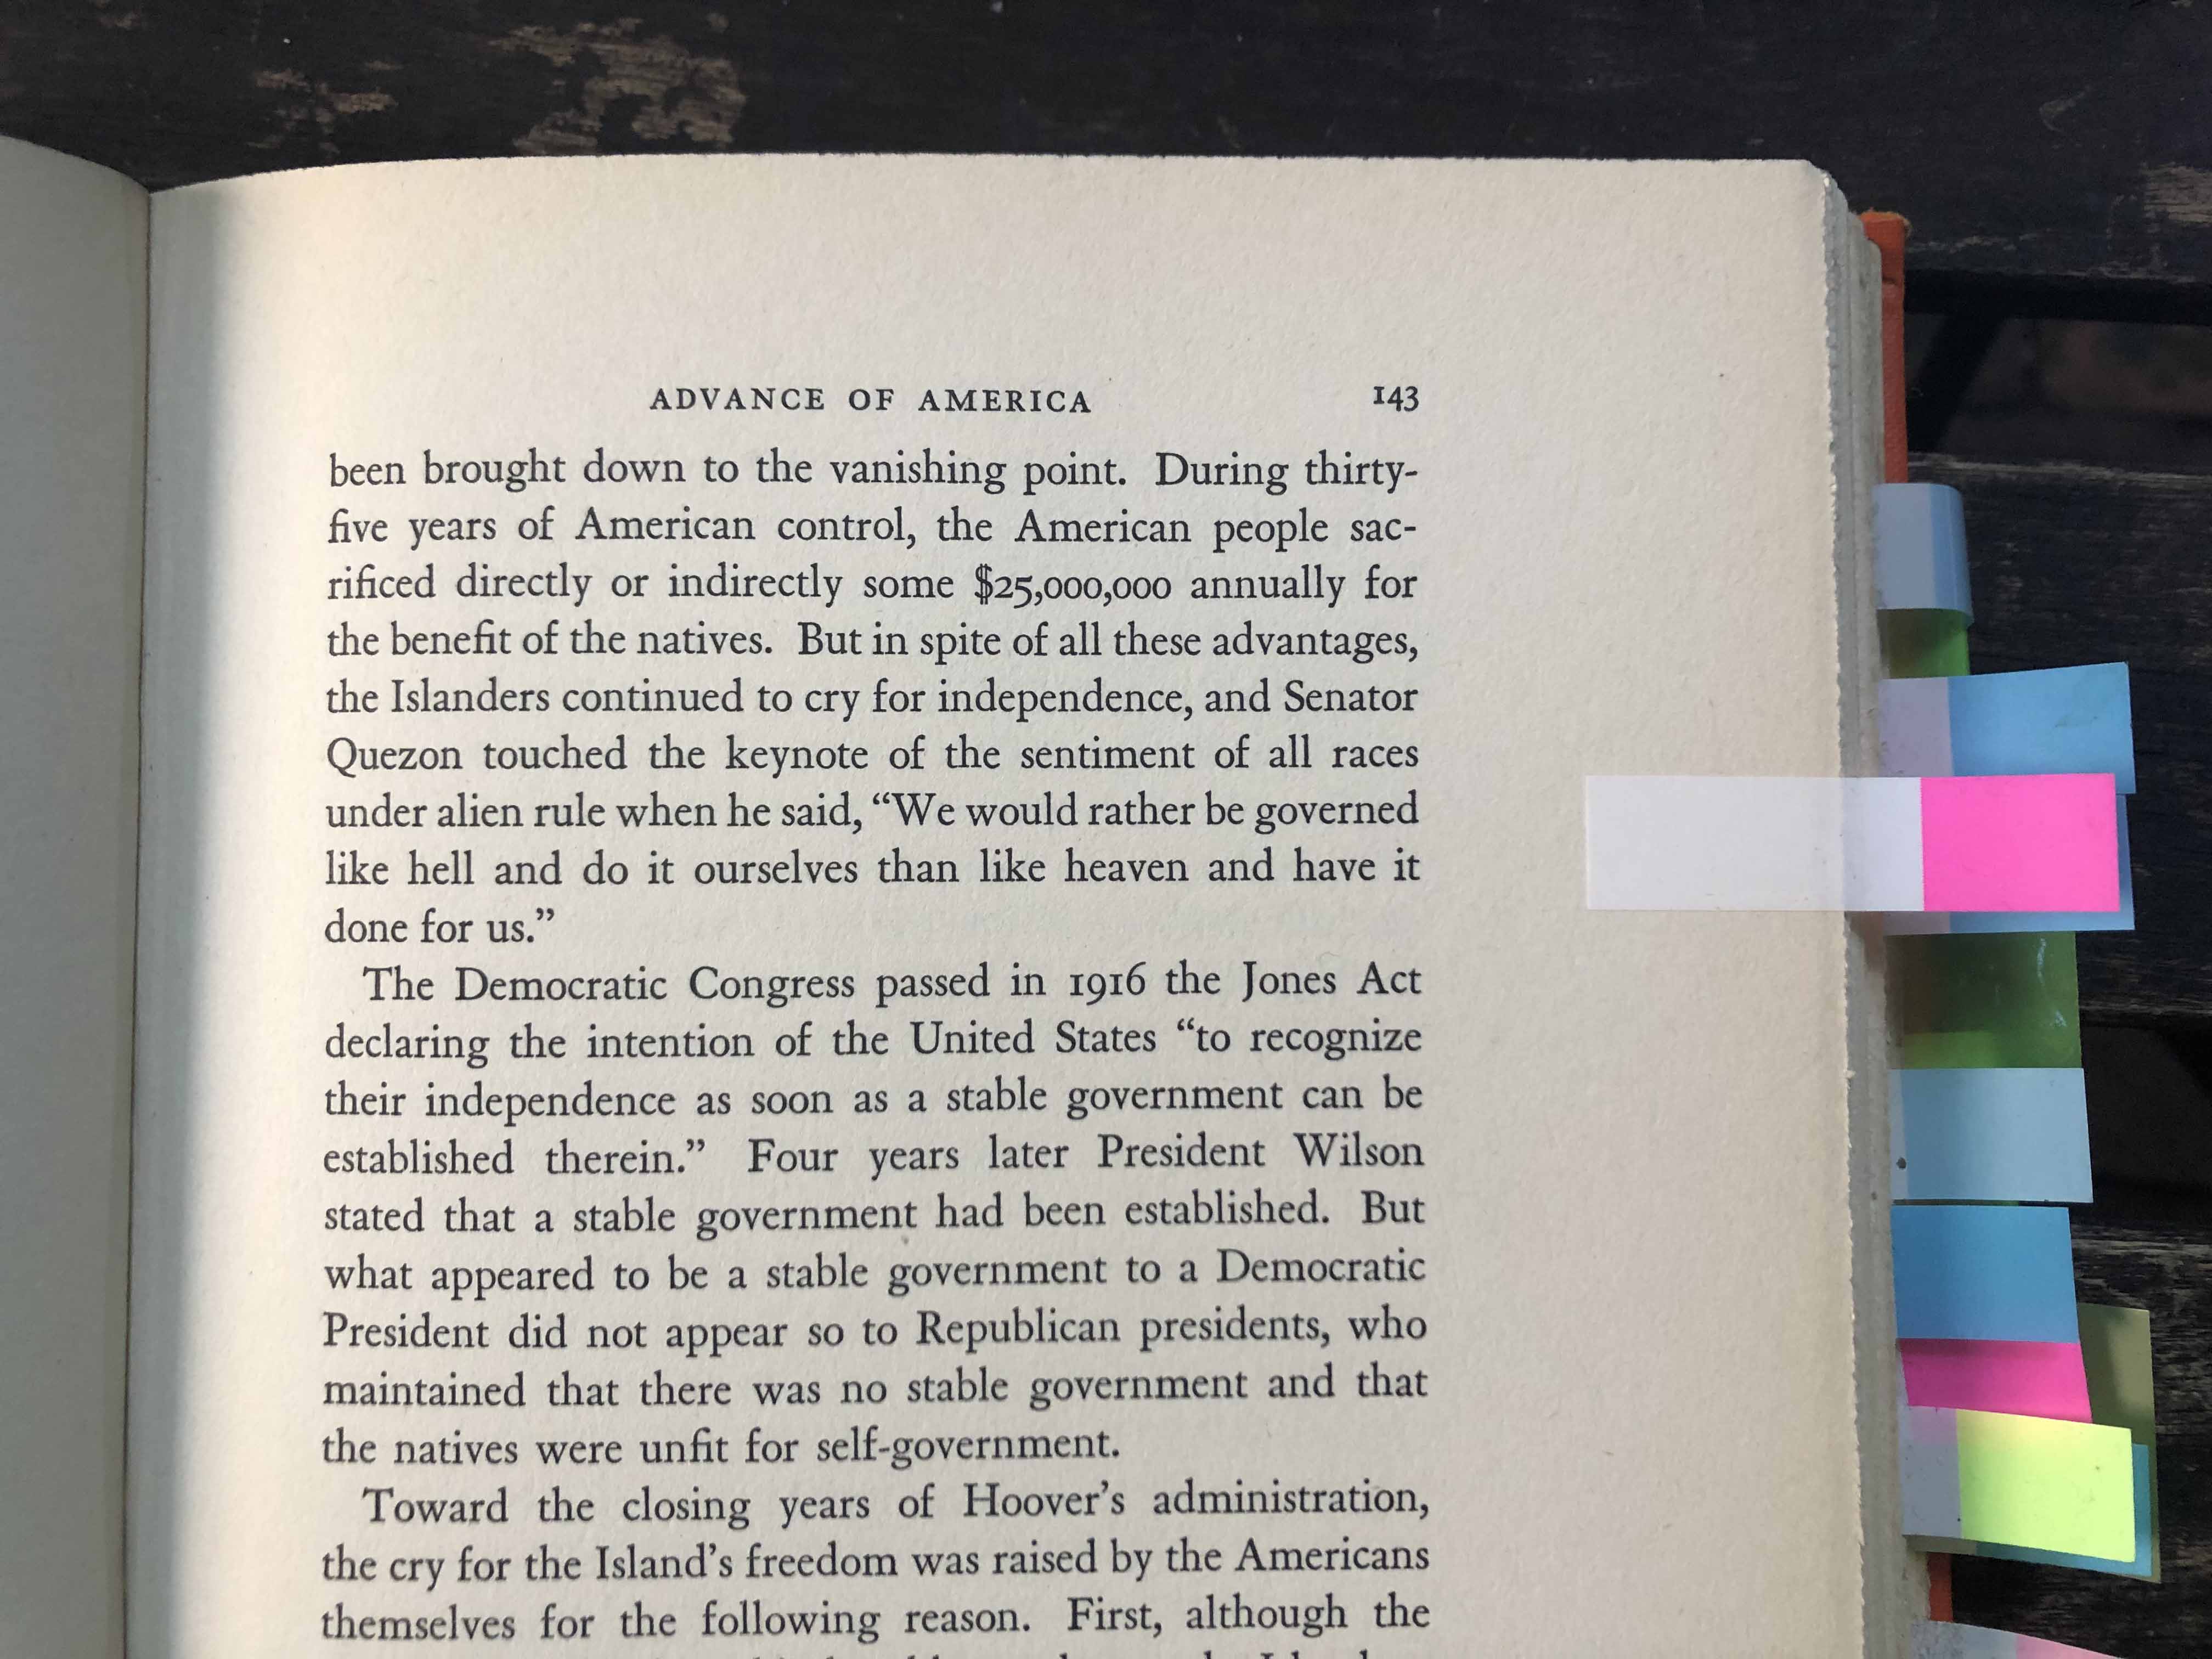 ADVANCE OF AMERICA 143
been brought down to the vanishing point. During thirty-
five years of American control, the American people sac-
rificed directly or indirectly some $25,000,000 annually for
the benefit of the natives. But in spite of all these advantages,
the Islanders continued to cry for independence, and Senator
Quezon touched the keynote of the sentiment of all races
under alien rule when he said, “We would rather be governed
like hell and do it ourselves than like heaven and have it
done for us.”
The Democratic Congress passed in 1916 the Jones Act
declaring the intention of the United States “to recognize
their independence as soon as a stable government can be
established therein.” Four years later President Wilson
stated that a stable government had been established. But
what appeared to be a stable government to a Democratic
President did not appear so to Republican presidents, who
maintained that there was no stable government and that
the natives were unfit for self-government.
Toward the closing years of Hoover’s administration,
the cry for the Island’s freedom was raised by the Americans
themselves for the following reason. First, although the